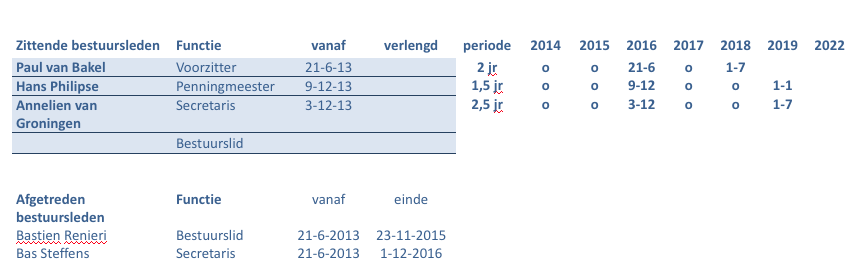 Zittende bestuursleden Functie vanaf verlengd periode 2014 2015 2016 2017 2018 2019 2022
Paul van Bakel Voorzitter 21-6-13 2 jr o o 21-6 o 1-7
Hans Philipse Penningmeester 9-12-13 1,5 jr o o 9-12 o o 1-1
Annelien van Secretaris 3-12-13 2,5 jr o o 3-12 o o 1-7
Groningen
Bestuurslid
Afgetreden Functie vanaf einde
bestuursleden
Bastien Renieri Bestuurslid 21-6-2013 23-11-2015
Bas Steffens Secretaris 21-6-2013 1-12-2016